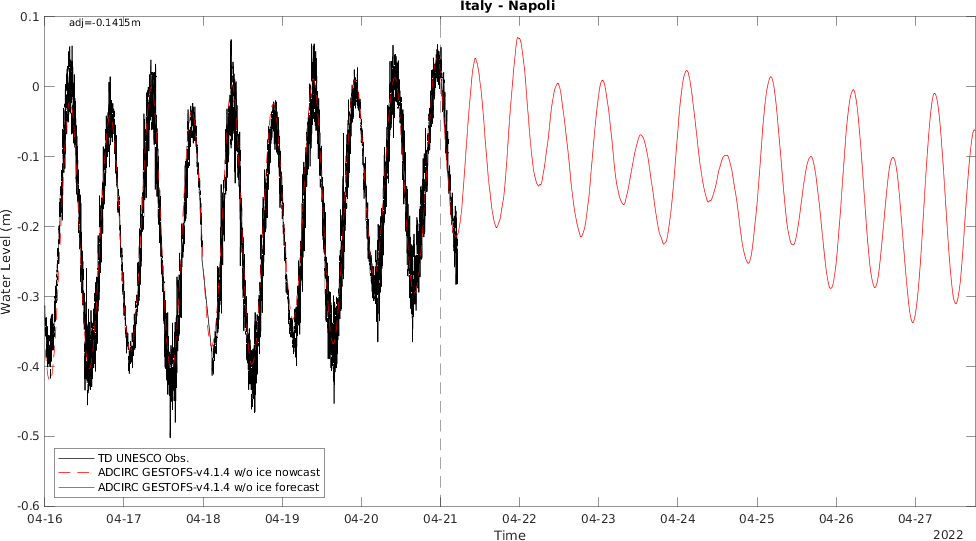 Italy - Napoli
adj=-0.1415m
0.1
0
-0.1
-0.2
-0.3
-0.4
-0.5
-0.6
Water Level (m)
TD UNESCO Obs.
ADCIRC GESTOFS-v4.1.4 w/o ice nowcast
ADCIRC GESTOFS-v4.1.4 w/o ice forecast
04-16 04-17 04-18 04-19 04-20 04-21 04-22 04-23 04-24 04-25 04-26 04-27
Time
2022